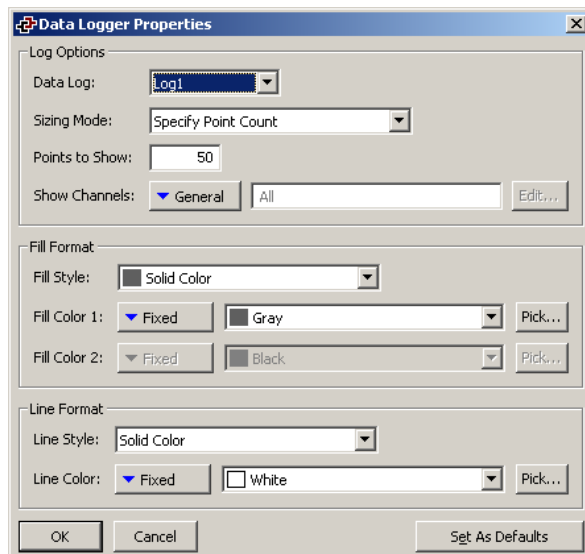 Data Logger Properties
Log Options
Data Log: Log1
Sizing Mode: Specify Point Count
Points to Show: 50
Show Channels: General All Edit...
Fill Format
Fill Style: Solid Color
Fill Color 1: Fixed Gray Pick...
Fill Color 2: Fixed Black Pick...
Line Format
Line Style: Solid Color
Line Color: Fixed White Pick...
OK Cancel Set As Defaults